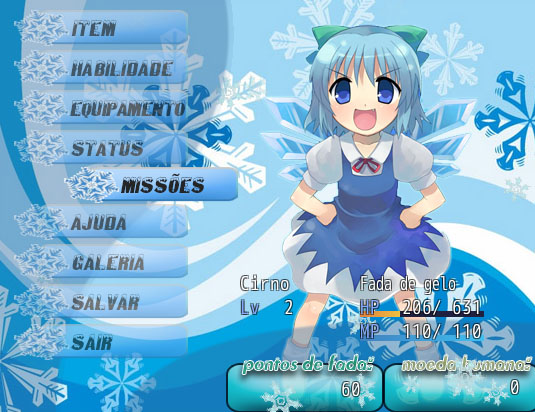 ITEM
HABILIDADE
EQUIPAMENTO
STATUS
MISSÕES
AJUDA
GALERIA
SALVAR
SAIR
Cirno Fada de gelo
Lv 2 HP 206/ 631
MP 110/ 110
pontos de fada: moeda humana:
60 0